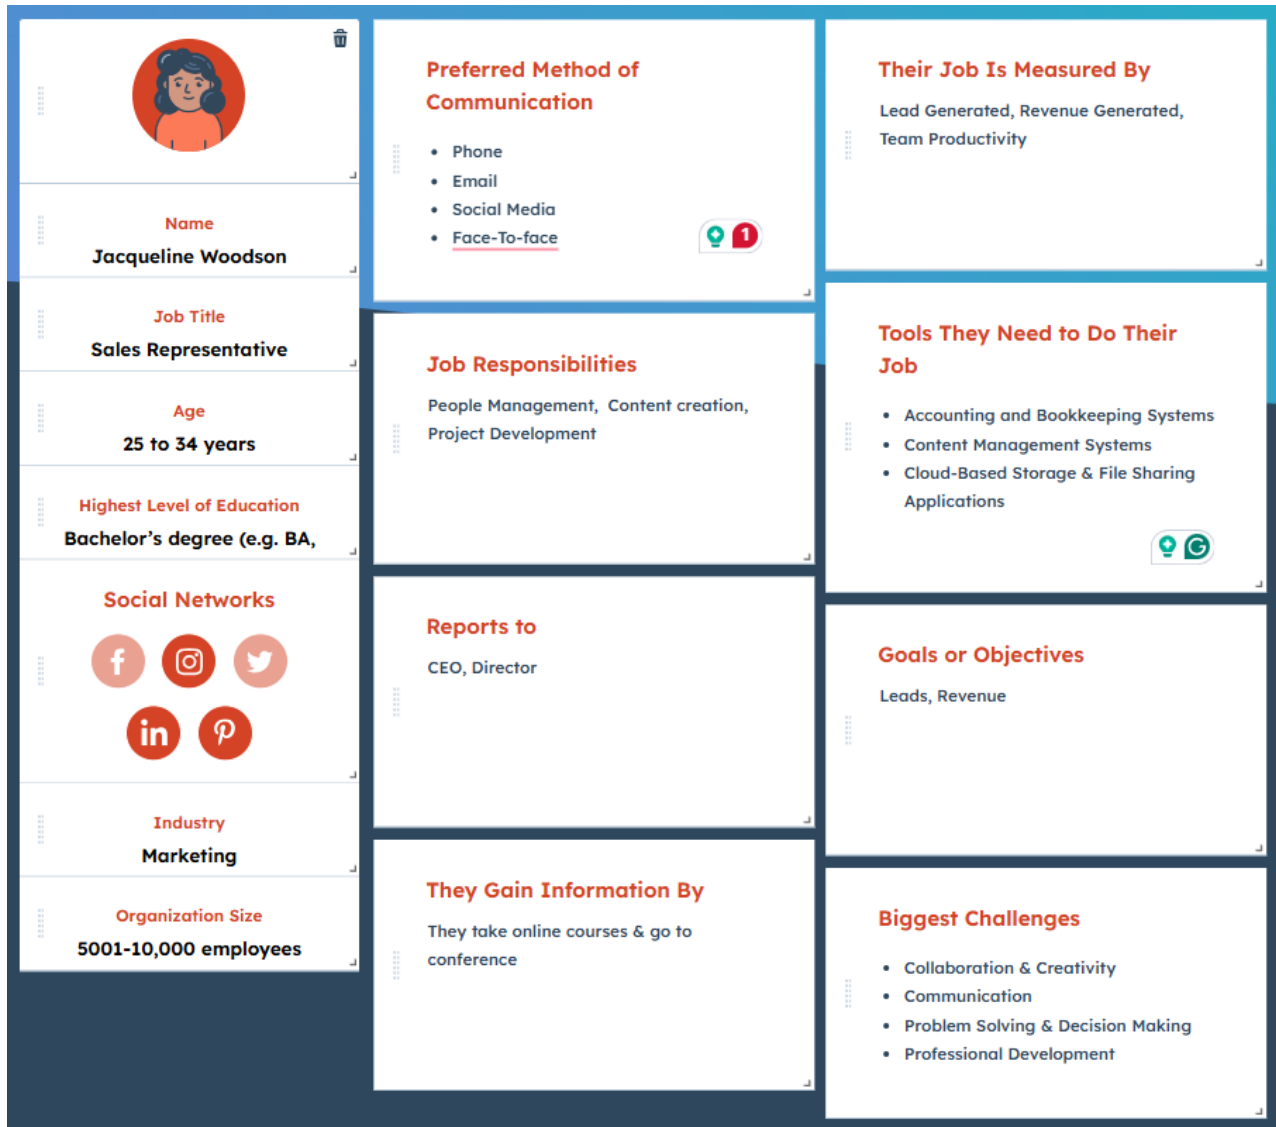 Name
Jacqueline Woodson
Job Title
Sales Representative
Age
25 to 34 years
Highest Level of Education
Bachelor's degree (e.g. BA,
Social Networks
f
in
Industry
Marketing
Organization Size
5001-10,000 employees
Preferred Method of
Communication
• Phone
• Email
• Social Media
• Face-To-face
1
Job Responsibilities
People Management,  Content creation,
Project Development
Reports to
CEO, Director
They Gain Information By
They take online courses & go to
conference
Their Job Is Measured By
Lead Generated, Revenue Generated,
Team Productivity
Tools They Need to Do Their
Job
• Accounting and Bookkeeping Systems
• Content Management Systems
• Cloud-Based Storage & File Sharing
Applications
G
Goals or Objectives
Leads, Revenue
Biggest Challenges
• Collaboration & Creativity
• Communication
• Problem Solving & Decision Making
• Professional Development